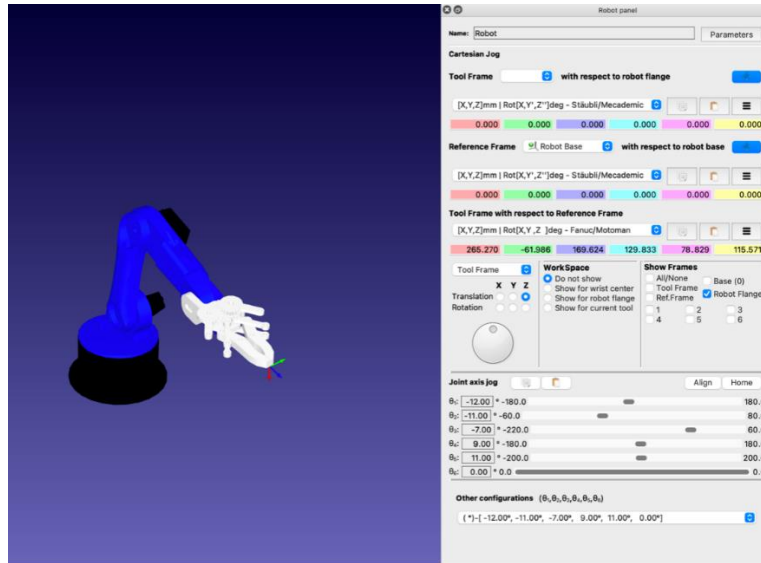 Robot panel
Name: Robot Parameters
Cartesian Jog
Tool Frame with respect to robot flange
[X,Y,Z]mm | Rot[X,Y',Z'']deg - Stäubli/Mecademic
0.000 0.000 0.000 0.000 0.000 0.000
Reference Frame Robot Base with respect to robot base
[X,Y,Z]mm | Rot[X,Y',Z'']deg - Stäubli/Mecademic
0.000 0.000 0.000 0.000 0.000 0.000
Tool Frame with respect to Reference Frame
[X,Y,Z]mm | Rot[X,Y ,Z ]deg - Fanuc/Motoman
265.270 -61.986 169.624 129.833 78.829 115.571
Tool Frame
X Y Z
Translation
Rotation
WorkSpace
Do not show
Show for wrist center
Show for robot flange
Show for current tool
Show Frames
All/None Base (0)
Tool Frame Robot Flange
Ref.Frame
1 2 3
4 5 6
Joint axis jog Align Home
θ₁: -12.00 ° -180.0 180.
θ₂: -11.00 ° -60.0 80.
θ₃: -7.00 ° -220.0 60.
θ₄: 9.00 ° -180.0 180.
θ₅: 11.00 ° -200.0 200.
θ₆: 0.00 ° 0.0 0.
Other configurations (θ₁,θ₂,θ₃,θ₄,θ₅,θ₆)
(*)-[ -12.00°, -11.00°, -7.00°, 9.00°, 11.00°, 0.00°]